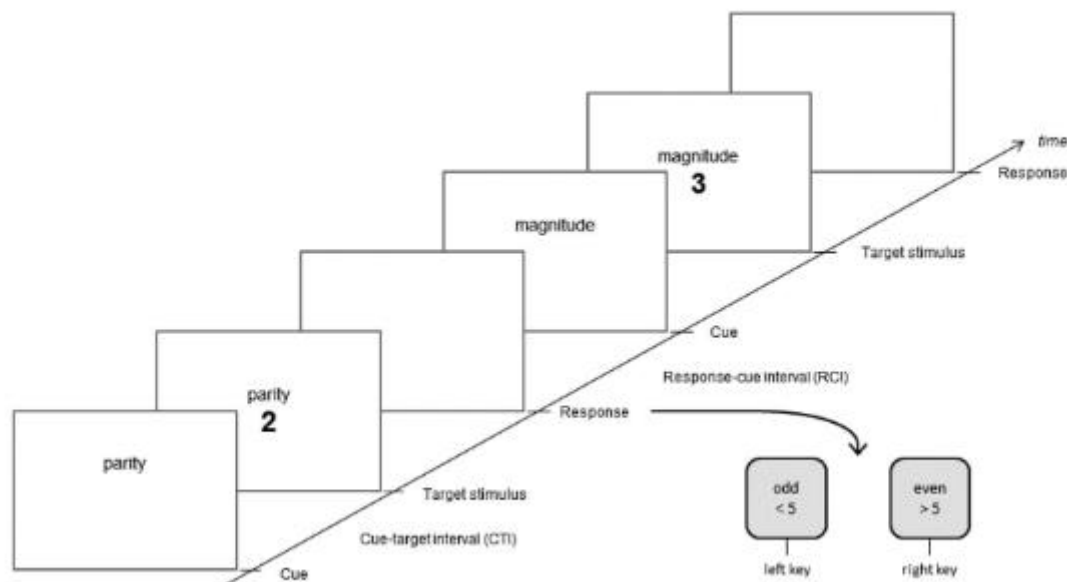 magnitude
3
time
Response
magnitude
Target stimulus
Cue
parity
2
Response-cue interval (RCI)
Response
parity
odd
< 5
even
> 5
Target stimulus
Cue-target interval (CTI)
left key
right key
Cue